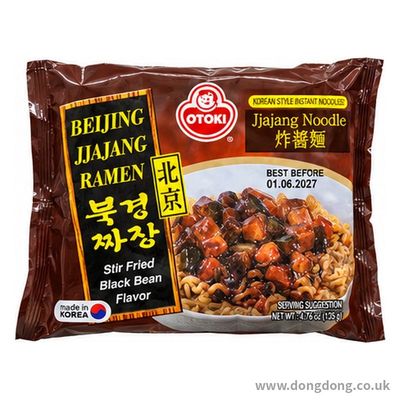 OTOKI
KOREAN STYLE INSTANT NOODLES!
Jjajang Noodle
炸醬麵
BEIJING
JJAJANG
RAMEN
北京
북경
짜장
Stir Fried
Black Bean
Flavor
BEST BEFORE
01.06.2027
made in
KOREA
SERVING SUGGESTION
NET WT: 4.76 oz (135 g)
www.dongdong.co.uk